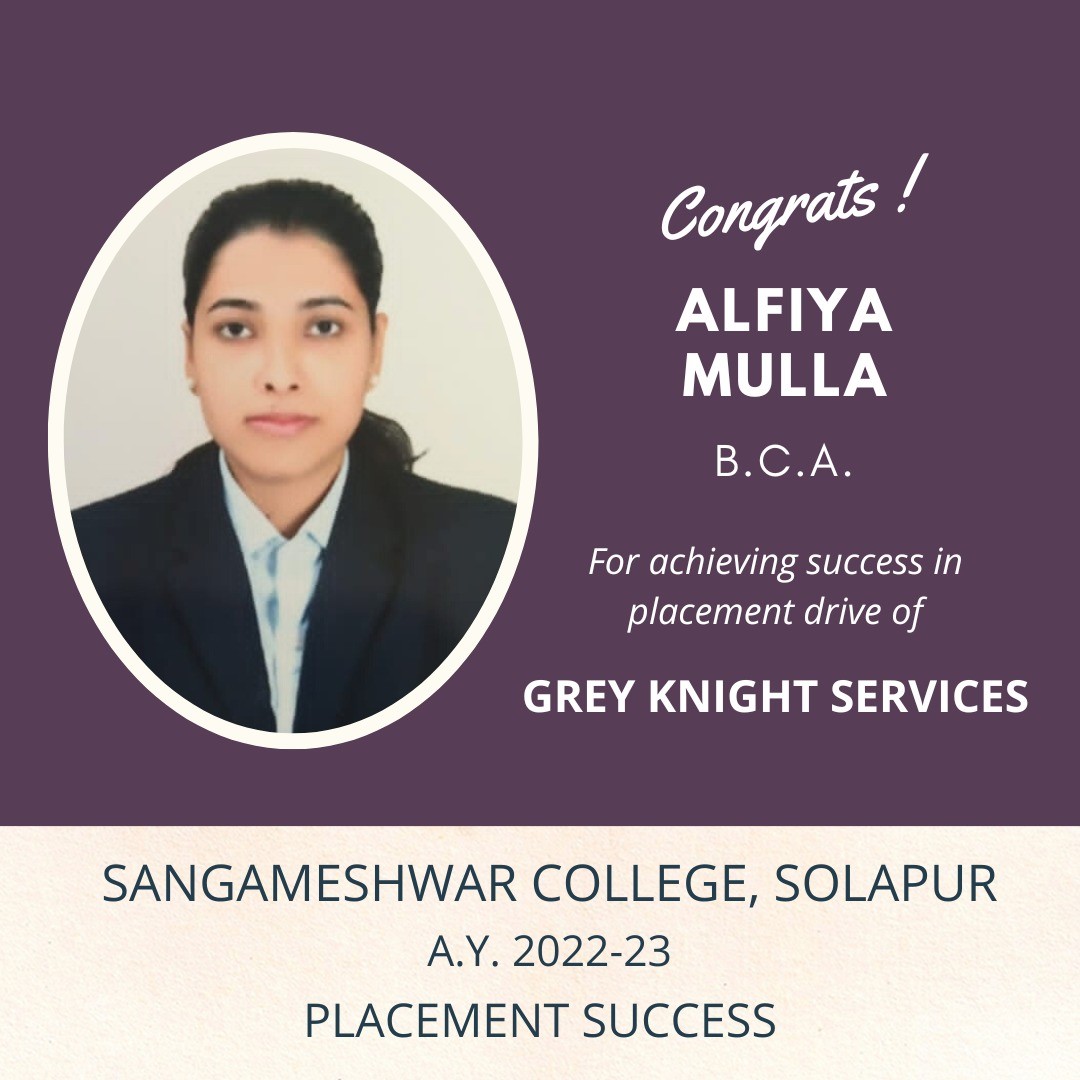 Congrats !
ALFIYA
MULLA
B.C.A.
For achieving success in
placement drive of
GREY KNIGHT SERVICES
SANGAMESHWAR COLLEGE, SOLAPUR
A.Y. 2022-23
PLACEMENT SUCCESS